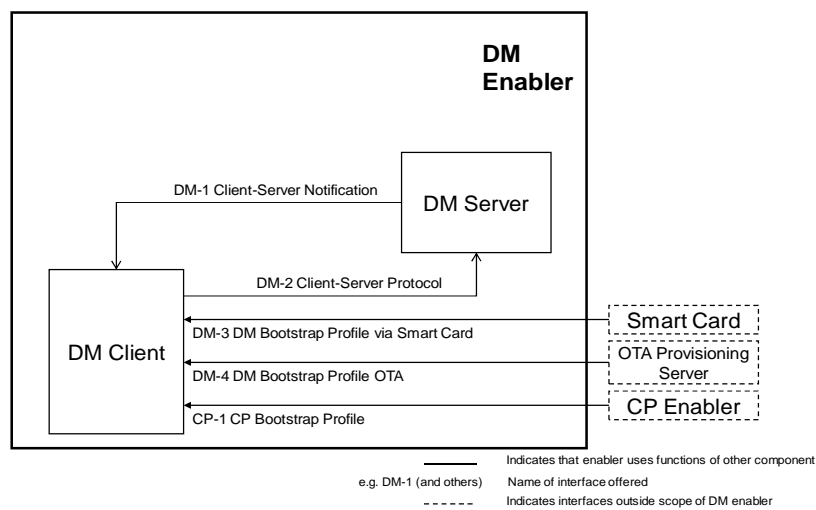 DM
Enabler
DM-1 Client-Server Notification
DM Server
DM-2 Client-Server Protocol
DM Client
DM-3 DM Bootstrap Profile via Smart Card
Smart Card
DM-4 DM Bootstrap Profile OTA
OTA Provisioning
Server
CP-1 CP Bootstrap Profile
CP Enabler
Indicates that enabler uses functions of other component
e.g. DM-1 (and others) Name of interface offered
Indicates interfaces outside scope of DM enabler